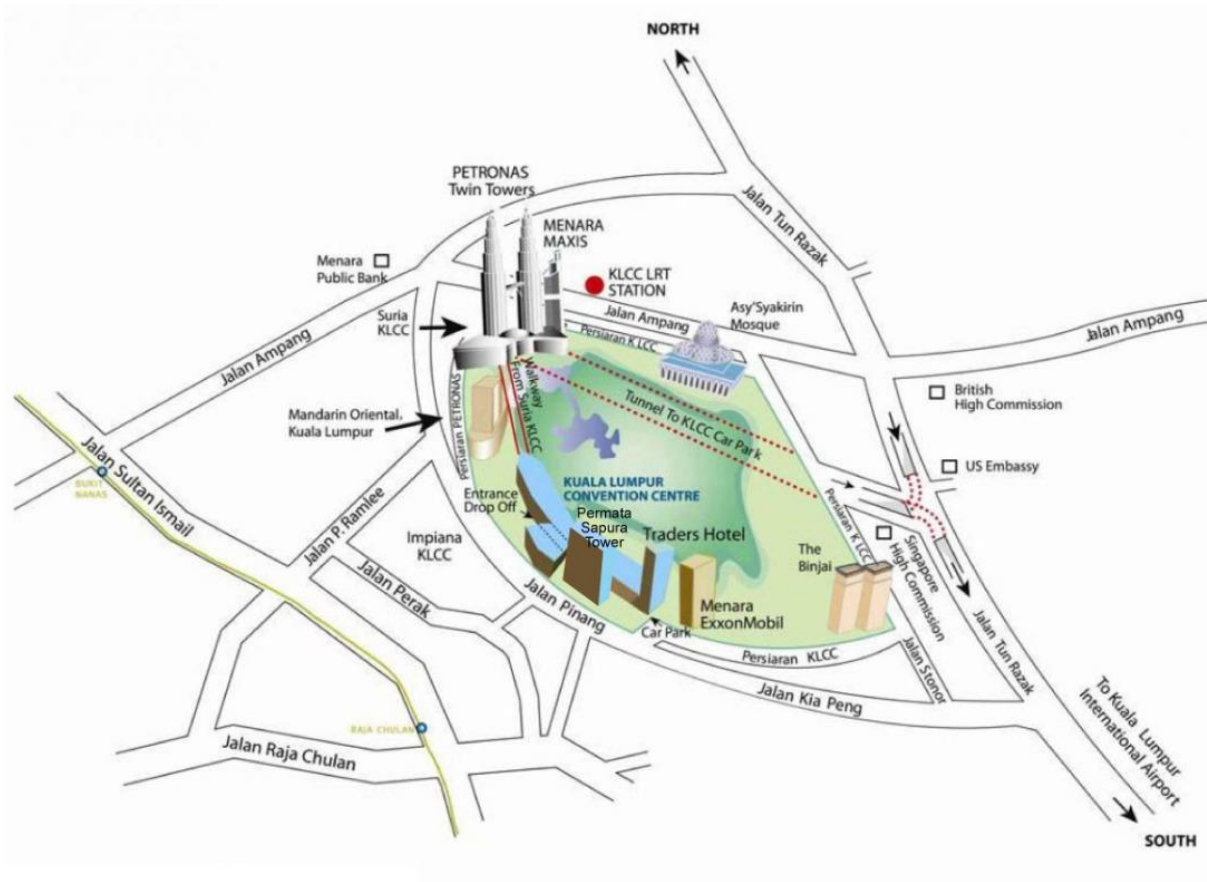 NORTH
PETRONAS
Twin Towers
MENARA
MAXIS
Jalan Tun Razak
Menara
Public Bank
KLCC LRT
STATION
Suria
KLCC
Jalan Ampang
Asy'Syakirin
Mosque
Jalan Ampang
Persiaran K LCC
Jalan Ampang
Walkway
From Suria KLCC
Tunnel To KLCC Car Park
British
High Commission
Mandarin Oriental,
Kuala Lumpur
Persiaran PETRONAS
Jalan Sultan Ismail
BUKIT
NANAS
US Embassy
KUALA LUMPUR
CONVENTION CENTRE
Entrance
Drop Off
Permata
Sapura
Tower
Traders Hotel
Persiaran K LCC
Singapore
High Commission
Jalan P. Ramlee
Impiana
KLCC
The
Binjai
Jalan Perak
Jalan Pinang
Menara
ExxonMobil
Car Park
Persiaran KLCC
Jalan Stonor
Jalan Tun Razak
Jalan Kia Peng
To Kuala Lumpur
International Airport
RAJA CHULAN
Jalan Raja Chulan
SOUTH